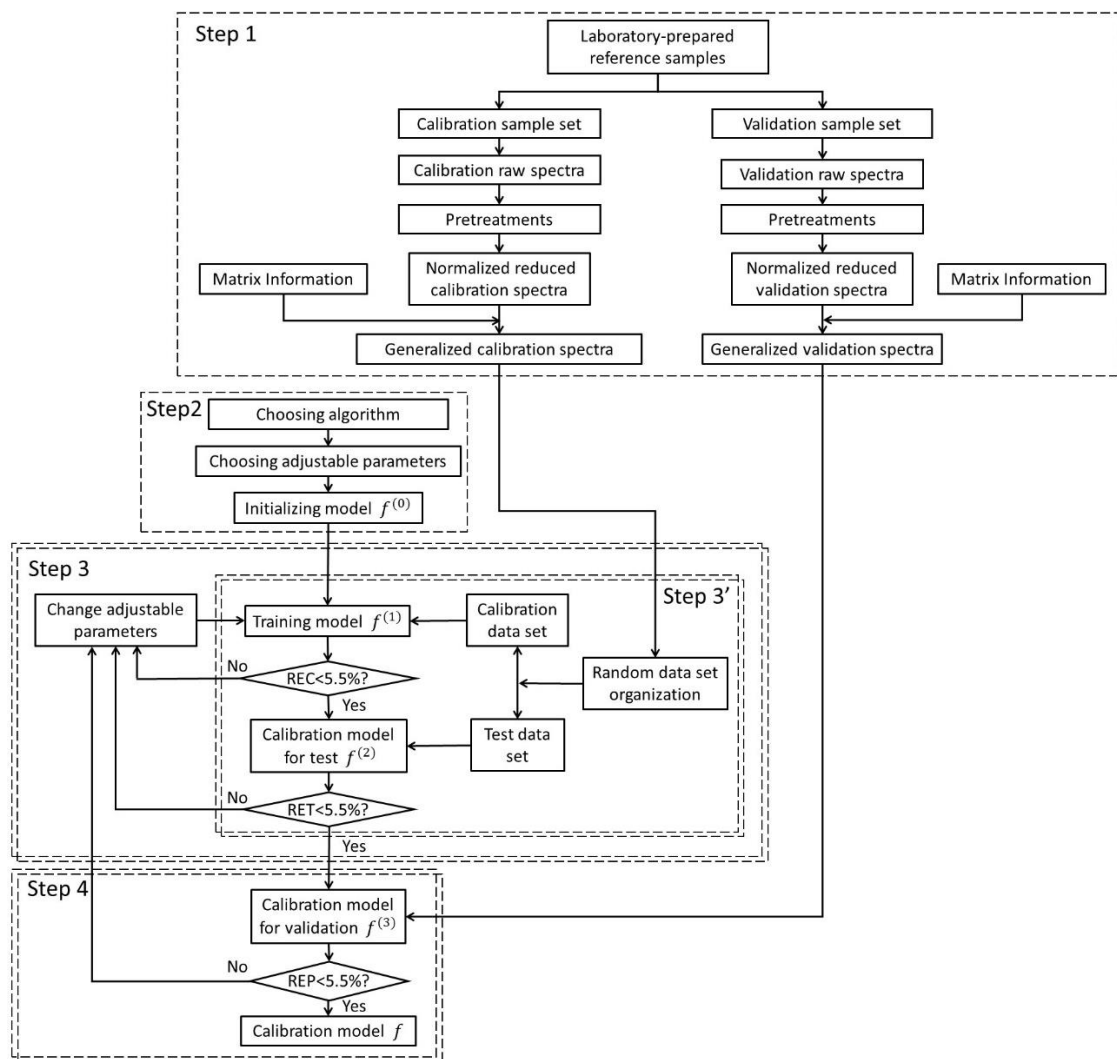 Step 1
Laboratory-prepared
reference samples
Calibration sample set
Validation sample set
Calibration raw spectra
Validation raw spectra
Pretreatments
Pretreatments
Matrix Information
Normalized reduced
calibration spectra
Normalized reduced
validation spectra
Matrix Information
Generalized calibration spectra
Generalized validation spectra
Step2
Choosing algorithm
Choosing adjustable parameters
Initializing model f^(0)
Step 3
Step 3’
Change adjustable
parameters
Training model f^(1)
Calibration
data set
No
REC<5.5%?
Yes
Random data set
organization
Calibration model
for test f^(2)
Test data
set
No
RET<5.5%?
Yes
Step 4
Calibration model
for validation f^(3)
No
REP<5.5%?
Yes
Calibration model f